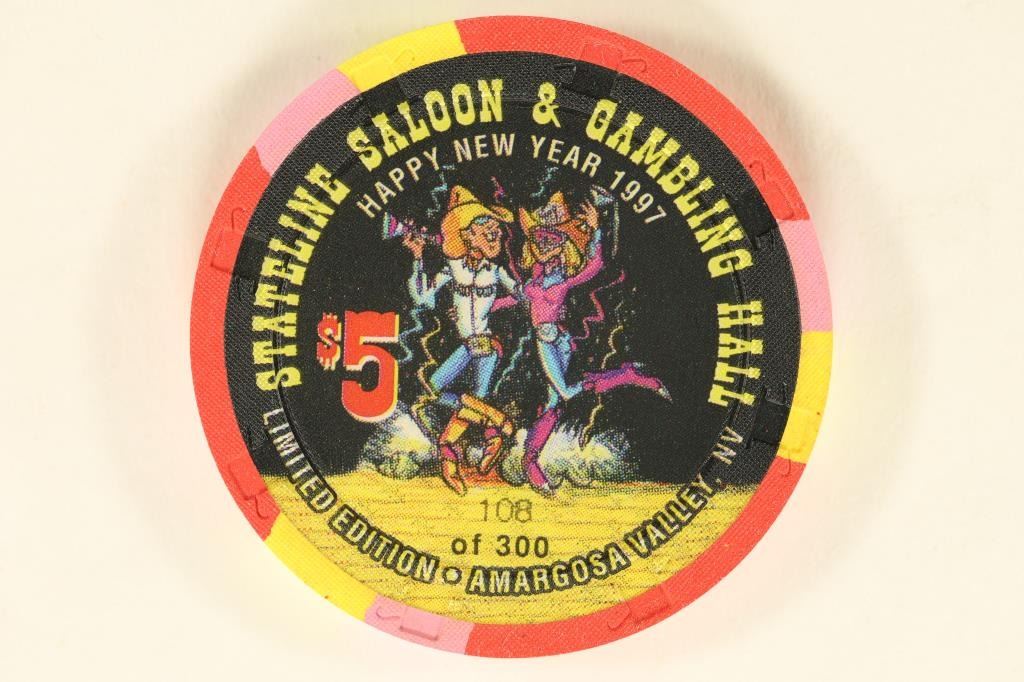 STATELINE SALOON & GAMBLING HALL
HAPPY NEW YEAR 1997
$5
108
of 300
LIMITED EDITION • AMARGOSA VALLEY, NV